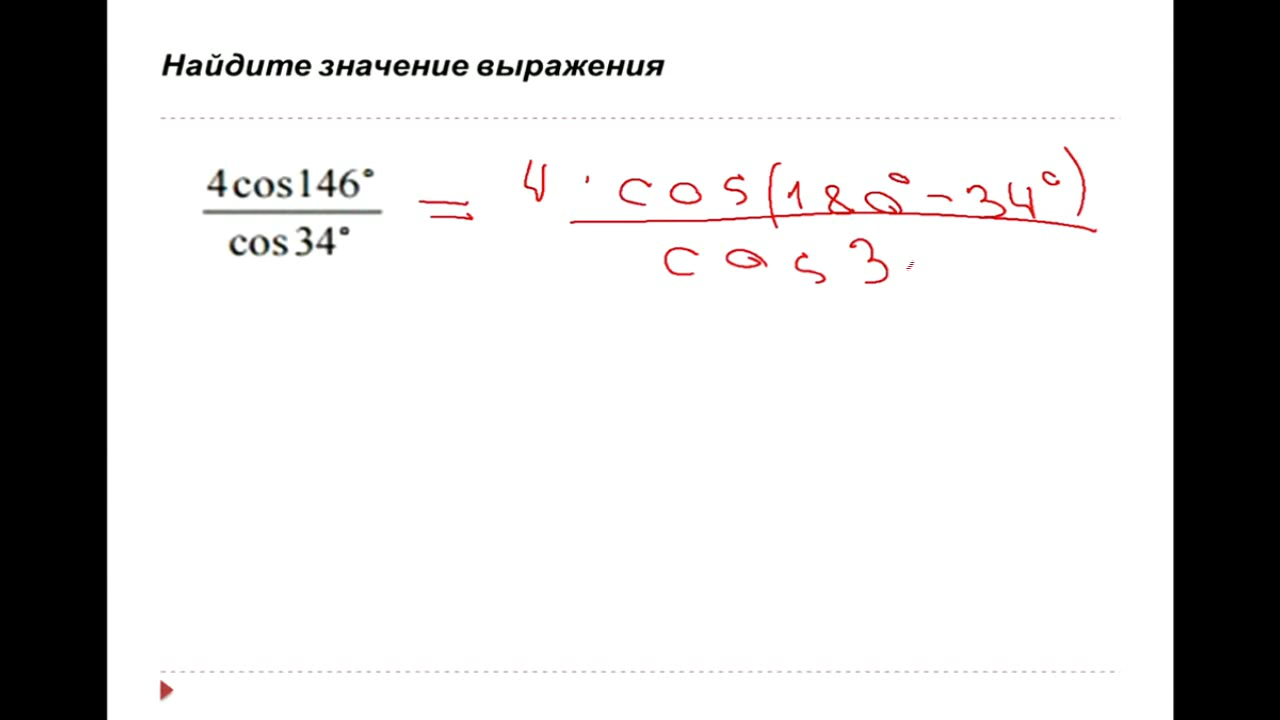 Найдите значение выражения
4cos146° = 4 · cos(180° - 34°)
cos34° cos 3